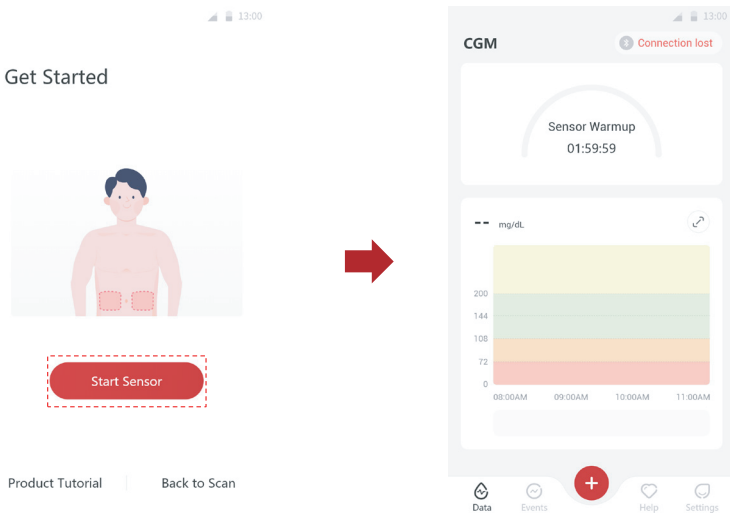 13:00
Get Started
Start Sensor
Product Tutorial
Back to Scan
13:00
CGM
Connection lost
Sensor Warmup
01:59:59
-- mg/dL
200
144
108
72
0
08:00AM 09:00AM 10:00AM 11:00AM
+
Data Events Help Settings